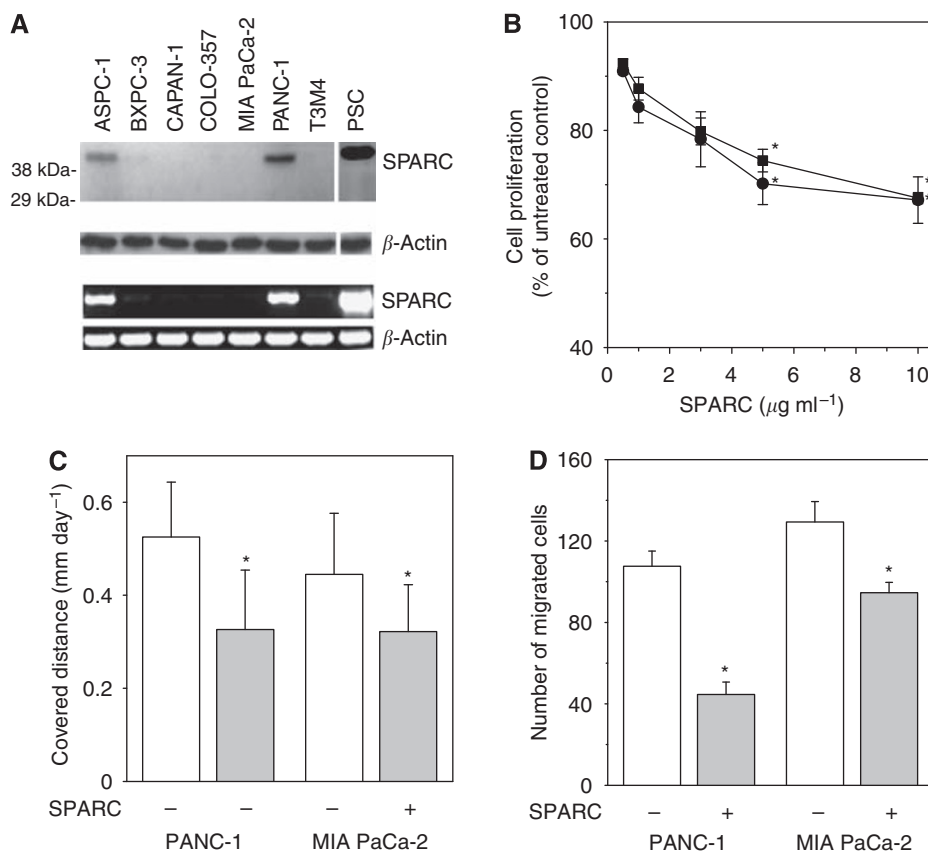 A
ASPC-1
BXPC-3
CAPAN-1
COLO-357
MIA PaCa-2
PANC-1
T3M4
PSC
38 kDa-
SPARC
29 kDa-
β-Actin
SPARC
β-Actin
B
Cell proliferation
(% of untreated control)
100
80
60
40
*
*
*
*
0 2 4 6 8 10
SPARC (μg ml⁻¹)
C
Covered distance (mm day⁻¹)
0.6
0.4
0.2
0
*
*
SPARC – – – +
PANC-1 MIA PaCa-2
D
Number of migrated cells
160
120
80
40
0
*
*
SPARC – + – +
PANC-1 MIA PaCa-2